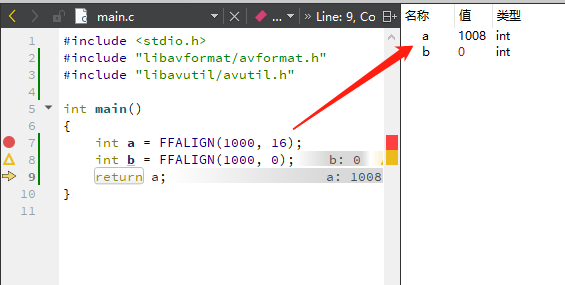 main.c
...
» Line: 9, Co
名称 值 类型
a 1008 int
b 0 int
1 #include <stdio.h>
2 #include "libavformat/avformat.h"
3 #include "libavutil/avutil.h"
4
5 int main()
6 {
7 int a = FFALIGN(1000, 16);
8 int b = FFALIGN(1000, 0); b: 0
9 return a; a: 1008
10 }
11